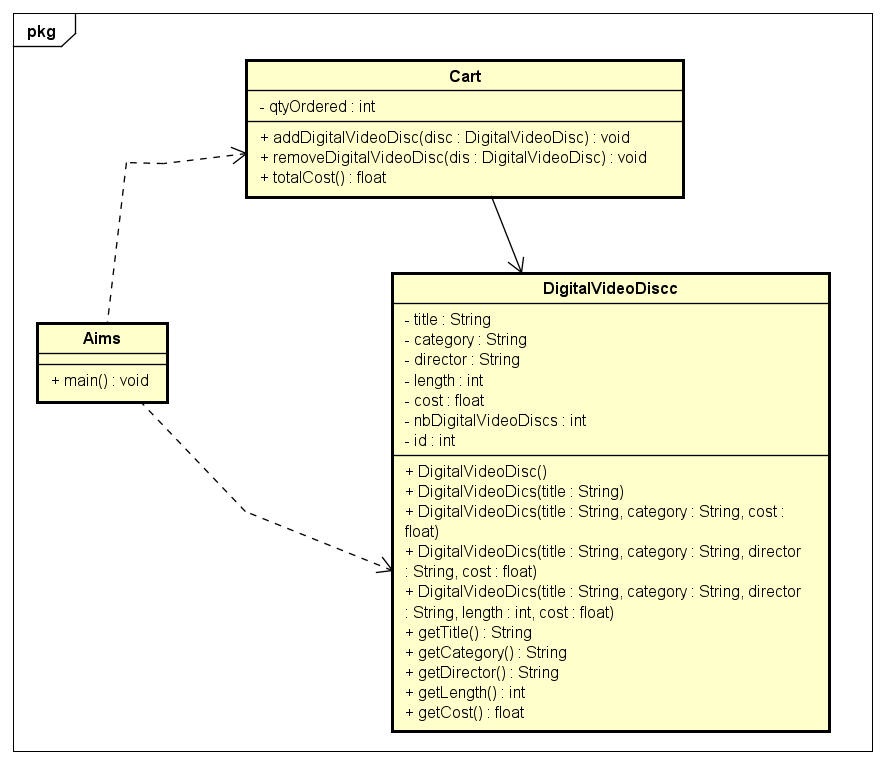 pkg
Cart
- qtyOrdered : int
+ addDigitalVideoDisc(disc : DigitalVideoDisc) : void
+ removeDigitalVideoDisc(dis : DigitalVideoDisc) : void
+ totalCost() : float
DigitalVideoDiscc
- title : String
- category : String
- director : String
- length : int
- cost : float
- nbDigitalVideoDiscs : int
- id : int
+ DigitalVideoDisc()
+ DigitalVideoDics(title : String)
+ DigitalVideoDics(title : String, category : String, cost :
float)
+ DigitalVideoDics(title : String, category : String, director
: String, cost : float)
+ DigitalVideoDics(title : String, category : String, director
: String, length : int, cost : float)
+ getTitle() : String
+ getCategory() : String
+ getDirector() : String
+ getLength() : int
+ getCost() : float
Aims
+ main() : void